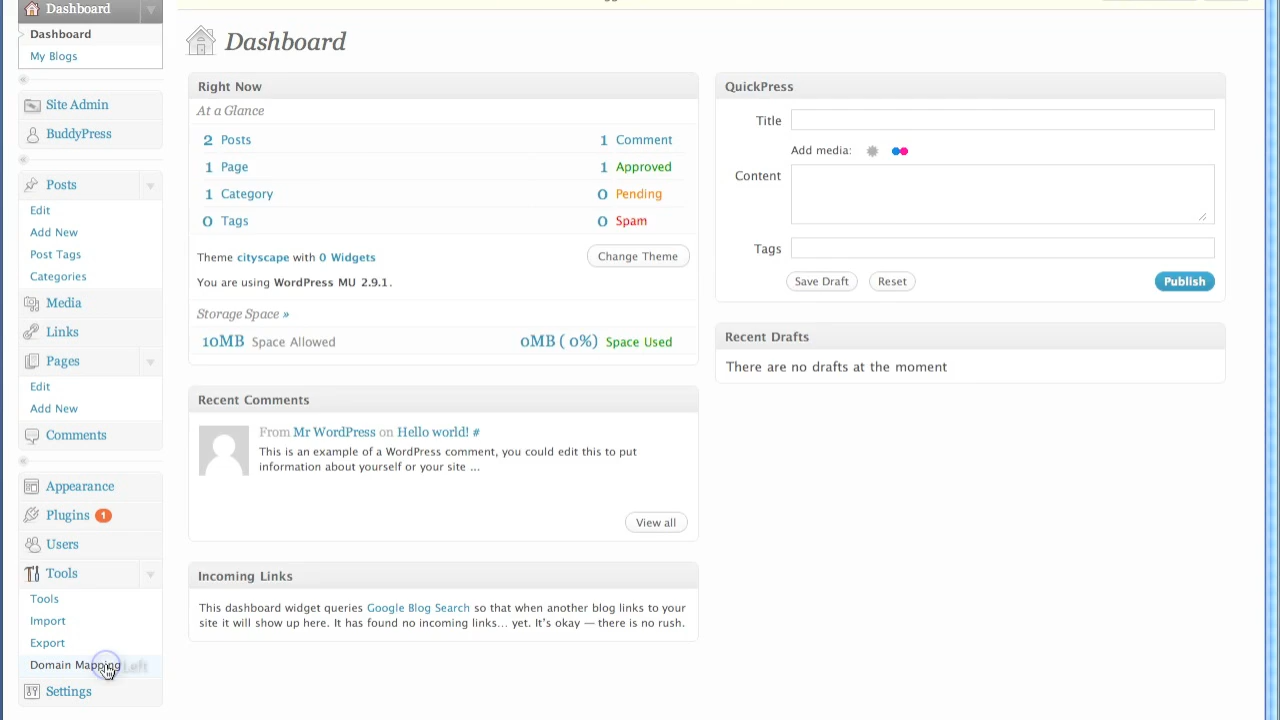 Dashboard
Dashboard
My Blogs
Site Admin
BuddyPress
Posts
Edit
Add New
Post Tags
Categories
Media
Links
Pages
Edit
Add New
Comments
Appearance
Plugins 1
Users
Tools
Tools
Import
Export
Domain Mapping Left
Settings
Dashboard
Right Now
At a Glance
2 Posts 1 Comment
1 Page 1 Approved
1 Category 0 Pending
0 Tags 0 Spam
Theme cityscape with 0 Widgets Change Theme
You are using WordPress MU 2.9.1.
Storage Space »
10MB Space Allowed 0MB ( 0%) Space Used
Recent Comments
From Mr WordPress on Hello world! #
This is an example of a WordPress comment, you could edit this to put
information about yourself or your site ...
View all
Incoming Links
This dashboard widget queries Google Blog Search so that when another blog links to your
site it will show up here. It has found no incoming links… yet. It’s okay — there is no rush.
QuickPress
Title
Add media:
Content
Tags
Save Draft Reset Publish
Recent Drafts
There are no drafts at the moment